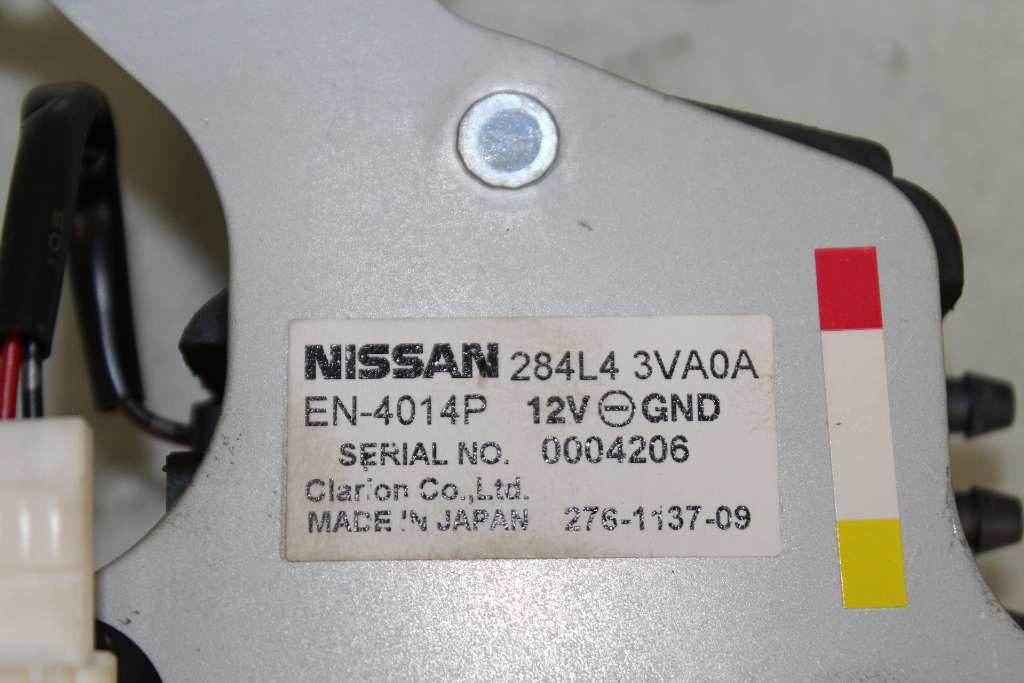 NISSAN 284L4 3VA0A
EN-4014P 12V ⊖ GND
SERIAL NO. 0004206
Clarion Co.,Ltd.
MADE IN JAPAN 276-1137-09
105